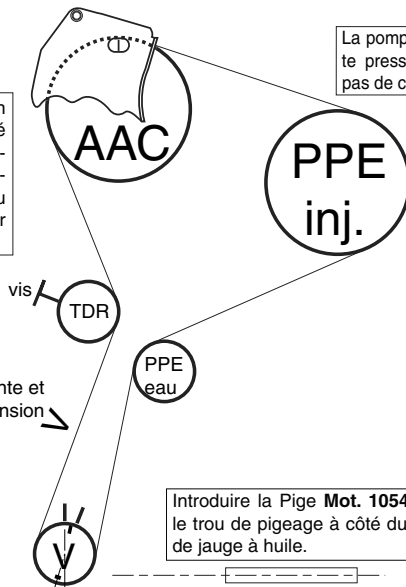 La pomp
te press
pas de c
n
é
-
-
u
r
AAC
PPE
inj.
vis
TDR
PPE
eau
nte et
nsion
V
Introduire la Pige Mot. 1054
le trou de pigeage à côté du
de jauge à huile.